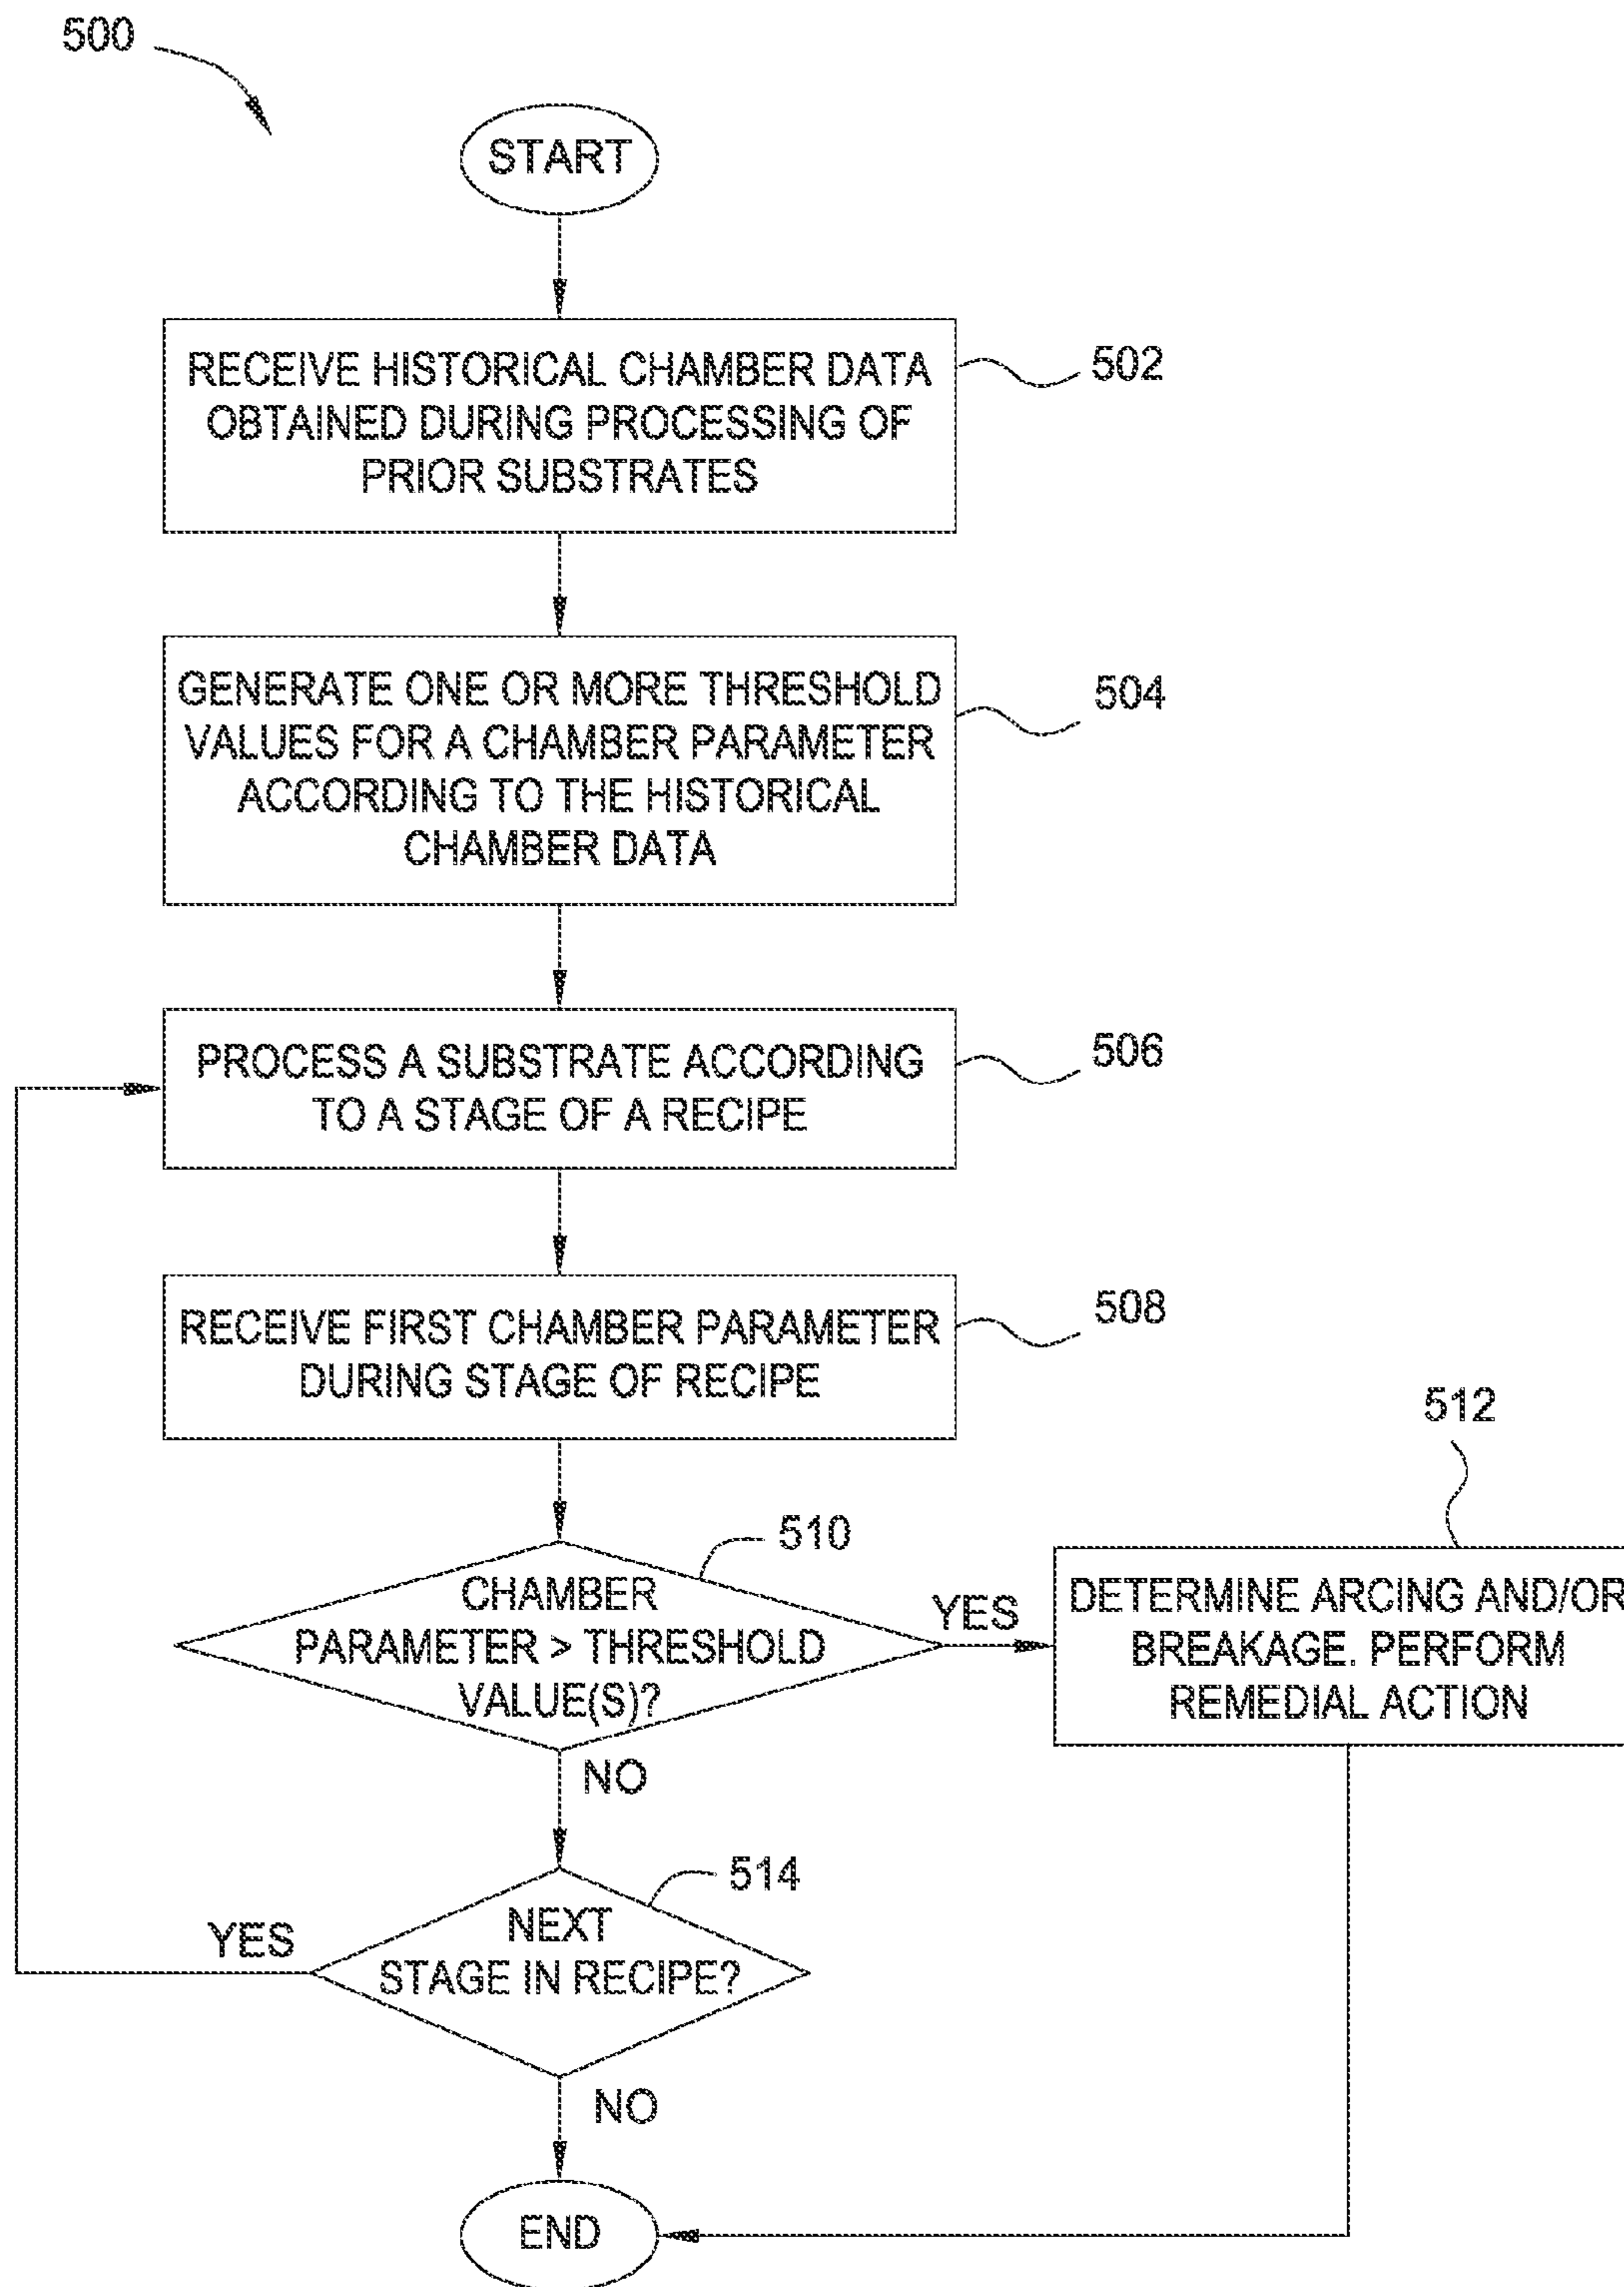 500
START
RECEIVE HISTORICAL CHAMBER DATA
OBTAINED DURING PROCESSING OF
PRIOR SUBSTRATES
502
GENERATE ONE OR MORE THRESHOLD
VALUES FOR A CHAMBER PARAMETER
ACCORDING TO THE HISTORICAL
CHAMBER DATA
504
PROCESS A SUBSTRATE ACCORDING
TO A STAGE OF A RECIPE
506
RECEIVE FIRST CHAMBER PARAMETER
DURING STAGE OF RECIPE
508
CHAMBER
PARAMETER > THRESHOLD
VALUE(S)?
510
YES
NO
512
DETERMINE ARCING AND/OR
BREAKAGE. PERFORM
REMEDIAL ACTION
NEXT
STAGE IN RECIPE?
514
YES
NO
END